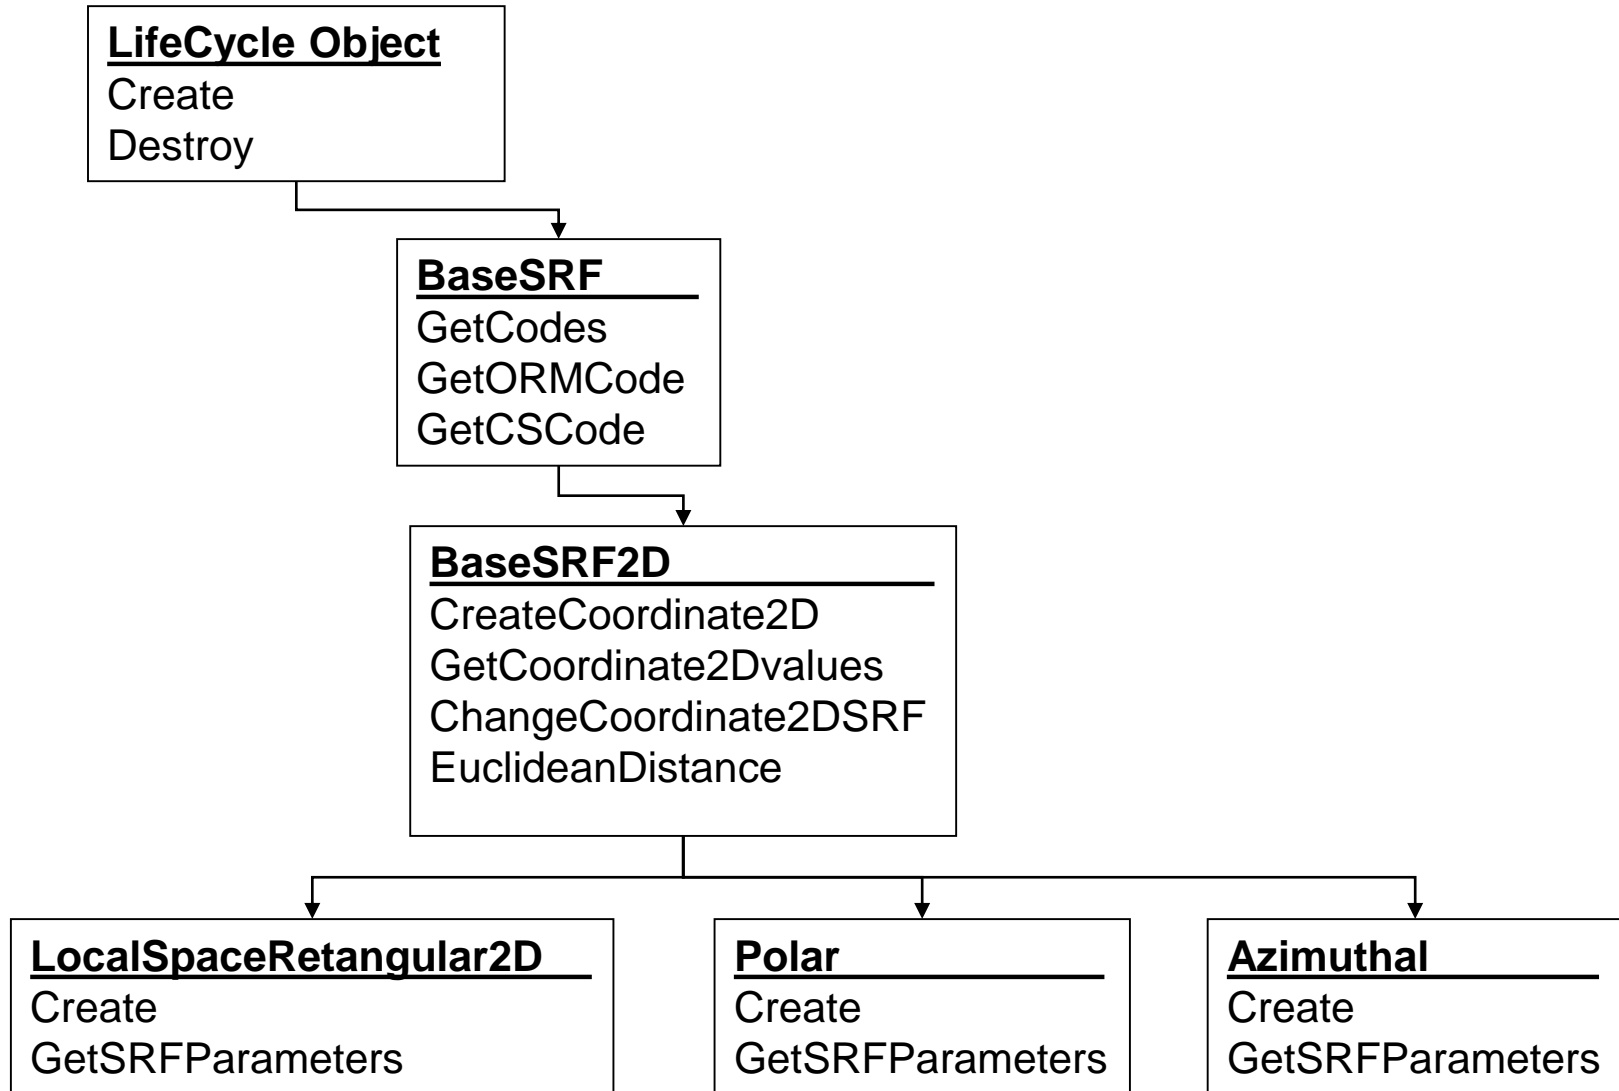 LifeCycle Object
Create
Destroy
BaseSRF
GetCodes
GetORMCode
GetCSCode
BaseSRF2D
CreateCoordinate2D
GetCoordinate2Dvalues
ChangeCoordinate2DSRF
EuclideanDistance
LocalSpaceRetangular2D
Create
GetSRFParameters
Polar
Create
GetSRFParameters
Azimuthal
Create
GetSRFParameters